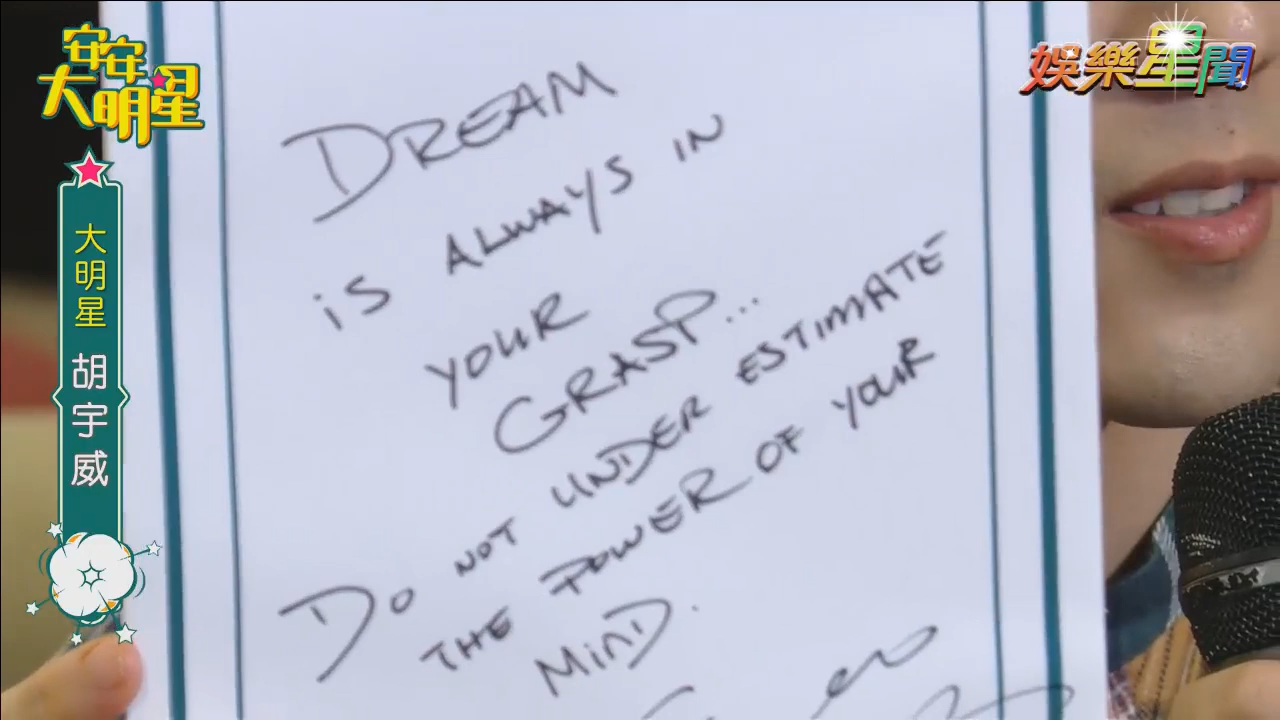 安安
大明星
娛樂星聞
大明星 胡宇威
DREAM
is ALWAYS IN
YOUR
GRASP...
DO NOT UNDER ESTIMATE
THE POWER OF YOUR
MinD.